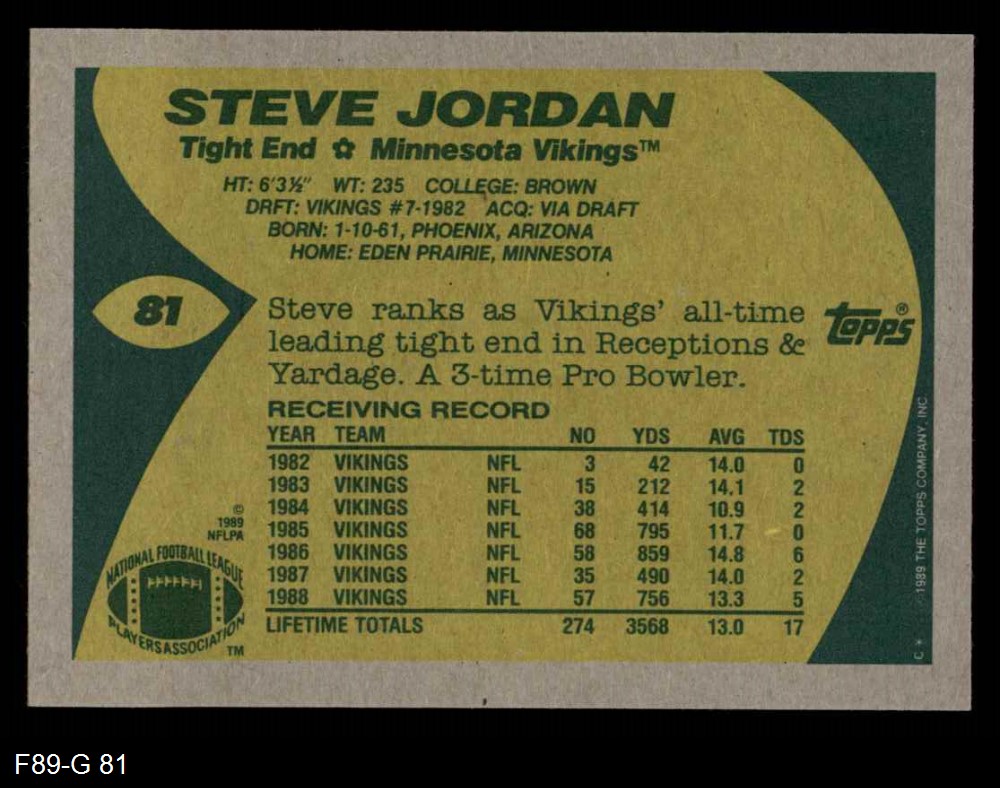 STEVE JORDAN
Tight End ✿ Minnesota Vikings™
HT: 6'3½" WT: 235 COLLEGE: BROWN
DRFT: VIKINGS #7-1982 ACQ: VIA DRAFT
BORN: 1-10-61, PHOENIX, ARIZONA
HOME: EDEN PRAIRIE, MINNESOTA
81
Steve ranks as Vikings' all-time
leading tight end in Receptions &
Yardage. A 3-time Pro Bowler.
topps®
RECEIVING RECORD
YEAR TEAM NO YDS AVG TDS
1982 VIKINGS NFL 3 42 14.0 0
1983 VIKINGS NFL 15 212 14.1 2
1984 VIKINGS NFL 38 414 10.9 2
1985 VIKINGS NFL 68 795 11.7 0
1986 VIKINGS NFL 58 859 14.8 6
1987 VIKINGS NFL 35 490 14.0 2
1988 VIKINGS NFL 57 756 13.3 5
LIFETIME TOTALS 274 3568 13.0 17
©
1989
NFLPA
NATIONAL FOOTBALL LEAGUE
PLAYERS ASSOCIATION
TM
C * 1989 THE TOPPS COMPANY, INC.
F89-G 81